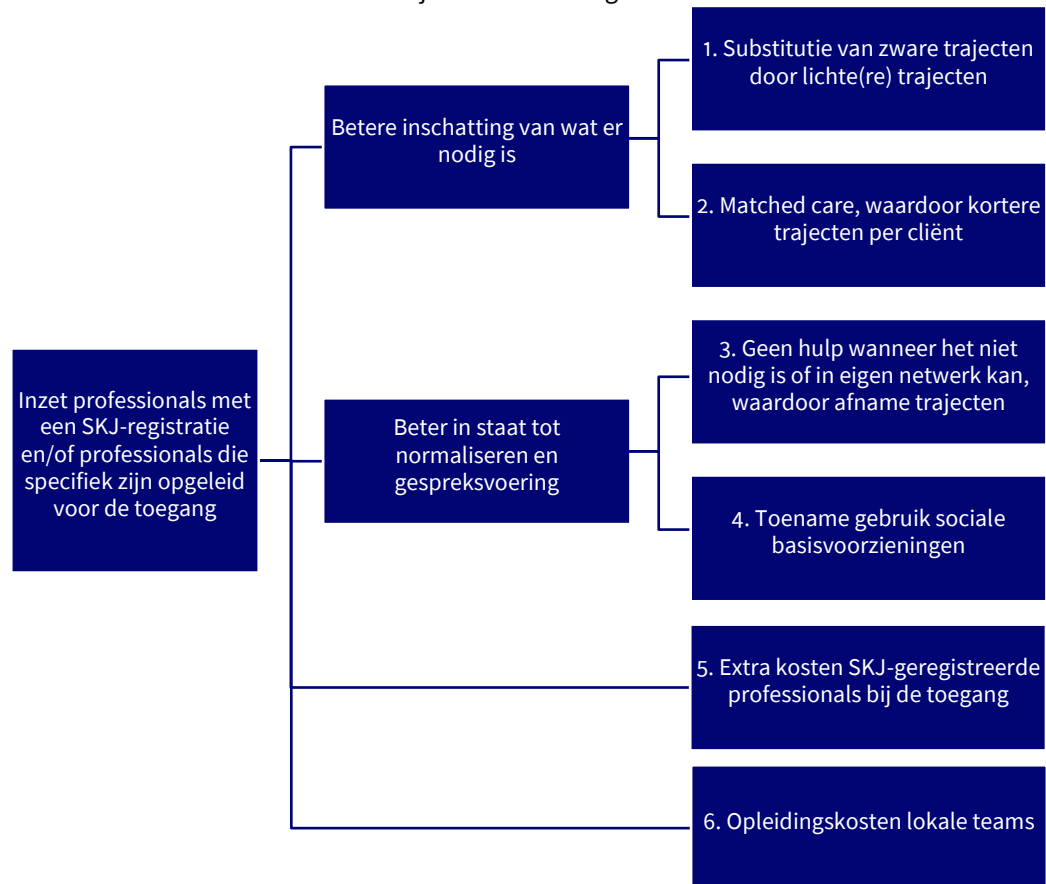 1. Substitutie van zware trajecten
door lichte(re) trajecten
Betere inschatting van wat er
nodig is
2. Matched care, waardoor kortere
trajecten per cliënt
3. Geen hulp wanneer het niet
nodig is of in eigen netwerk kan,
waardoor afname trajecten
Inzet professionals met
een SKJ-registratie
en/of professionals die
specifiek zijn opgeleid
voor de toegang
Beter in staat tot
normaliseren en
gespreksvoering
4. Toename gebruik sociale
basisvoorzieningen
5. Extra kosten SKJ-geregistreerde
professionals bij de toegang
6. Opleidingskosten lokale teams